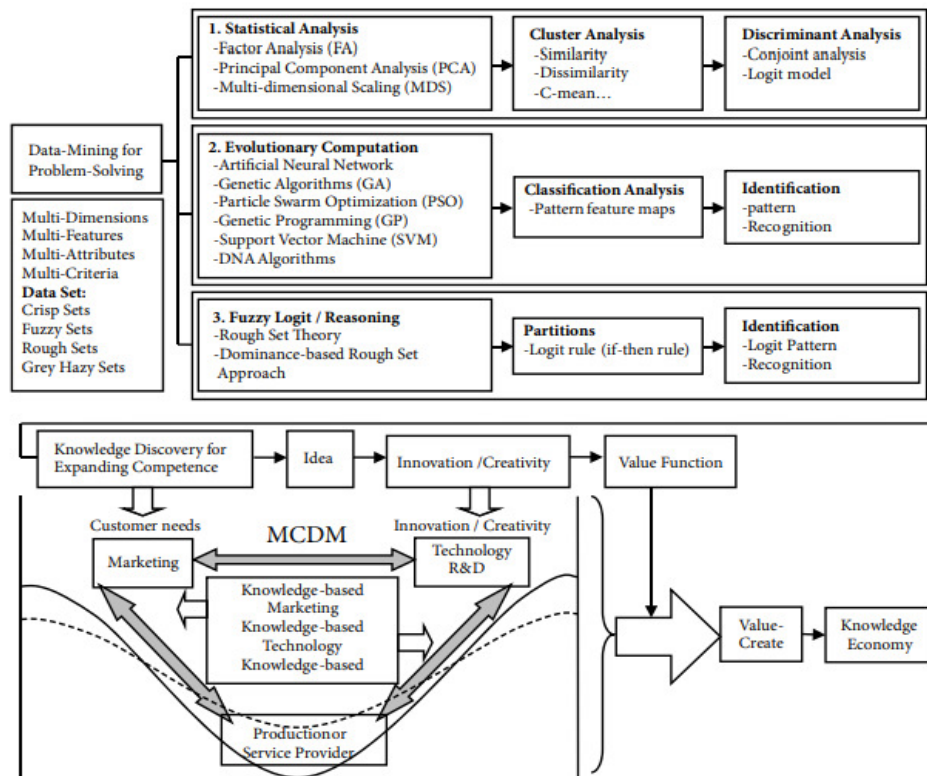 1. Statistical Analysis
-Factor Analysis (FA)
-Principal Component Analysis (PCA)
-Multi-dimensional Scaling (MDS)
Cluster Analysis
-Similarity
-Dissimilarity
-C-mean…
Discriminant Analysis
-Conjoint analysis
-Logit model
Data-Mining for
Problem-Solving
Multi-Dimensions
Multi-Features
Multi-Attributes
Multi-Criteria
Data Set:
Crisp Sets
Fuzzy Sets
Rough Sets
Grey Hazy Sets
2. Evolutionary Computation
-Artificial Neural Network
-Genetic Algorithms (GA)
-Particle Swarm Optimization (PSO)
-Genetic Programming (GP)
-Support Vector Machine (SVM)
-DNA Algorithms
Classification Analysis
-Pattern feature maps
Identification
-pattern
-Recognition
3. Fuzzy Logit / Reasoning
-Rough Set Theory
-Dominance-based Rough Set
Approach
Partitions
-Logit rule (if-then rule)
Identification
-Logit Pattern
-Recognition
Knowledge Discovery for
Expanding Competence
Idea
Innovation /Creativity
Value Function
Customer needs
Marketing
MCDM
Innovation / Creativity
Technology
R&D
Knowledge-based
Marketing
Knowledge-based
Technology
Knowledge-based
Productionor
Service Provider
Value-
Create
Knowledge
Economy